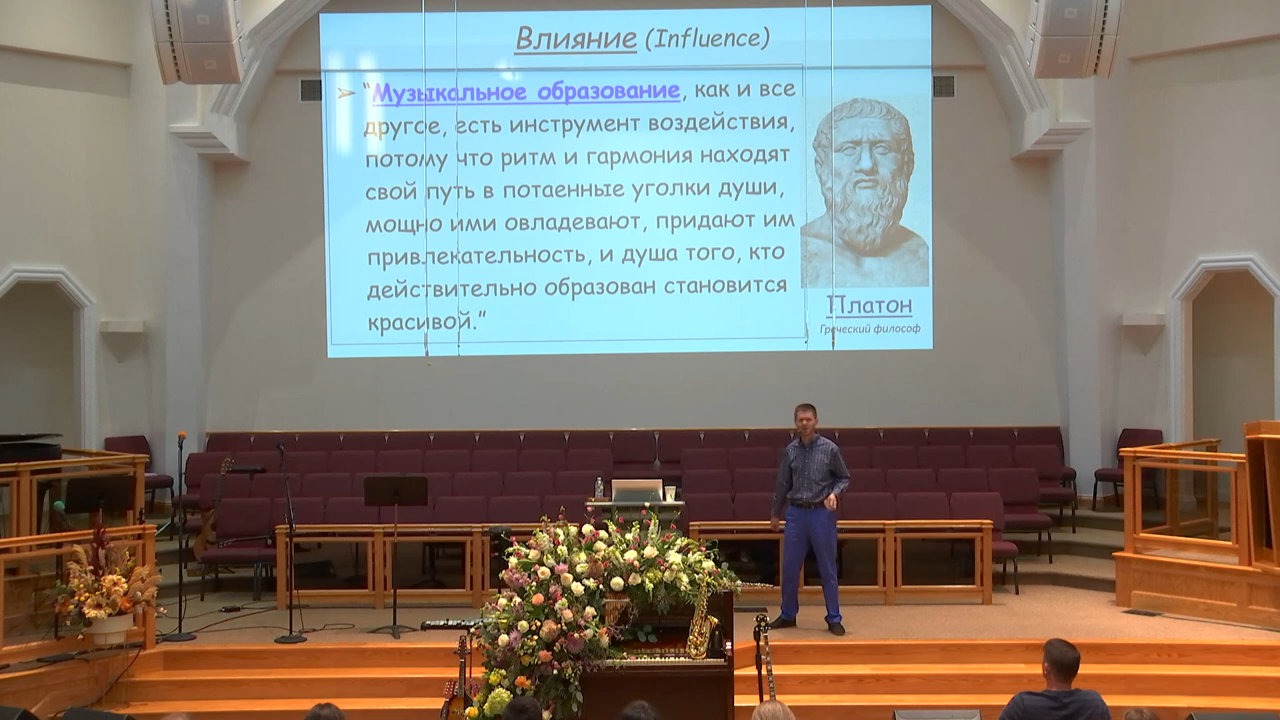 Влияние (Influence)
➢ "Музыкальное образование, как и все
другое, есть инструмент воздействия,
потому что ритм и гармония находят
свой путь в потаенные уголки души,
мощно ими овладевают, придают им
привлекательность, и душа того, кто
действительно образован становится
красивой."
Платон
Греческий философ